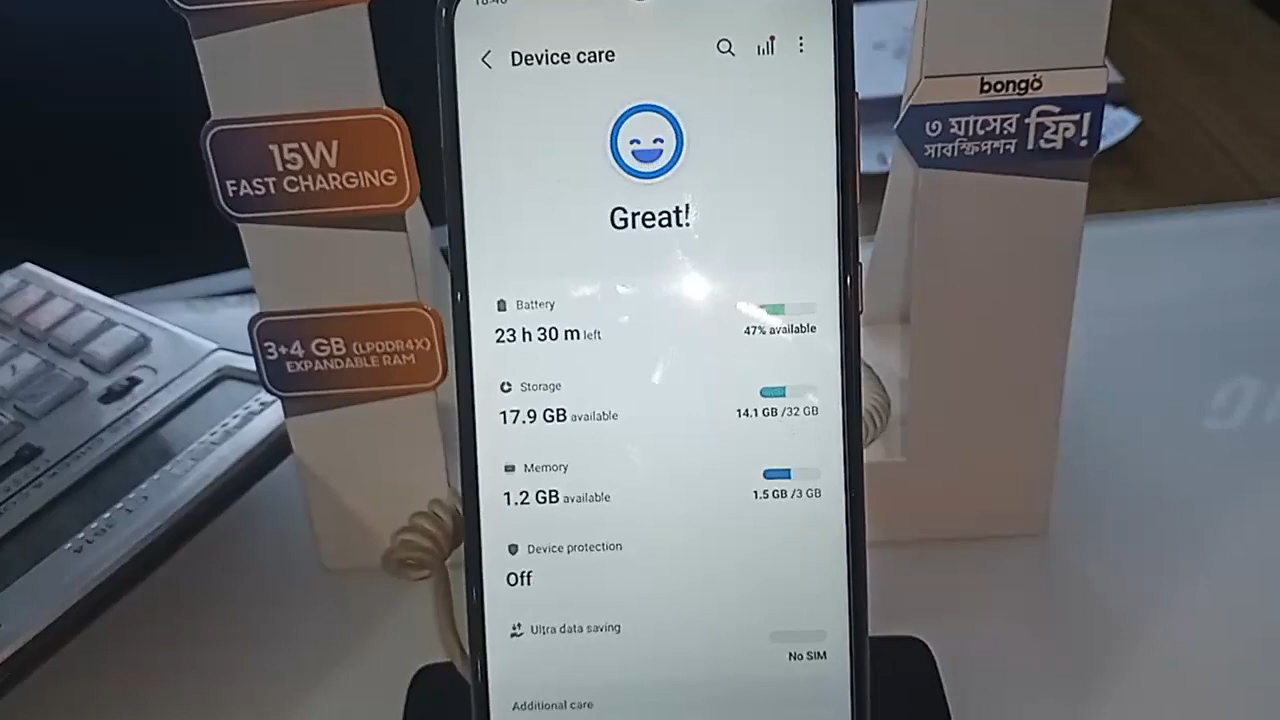 Device care
Great!
Battery
23 h 30 m left
47% available
Storage
17.9 GB available
14.1 GB /32 GB
Memory
1.2 GB available
1.5 GB /3 GB
Device protection
Off
Ultra data saving
No SIM
Additional care
15W
FAST CHARGING
3+4 GB (LPDDR4X)
EXPANDABLE RAM
bongo
৩ মাসের
সাবস্ক্রিপশন
ফ্রি!